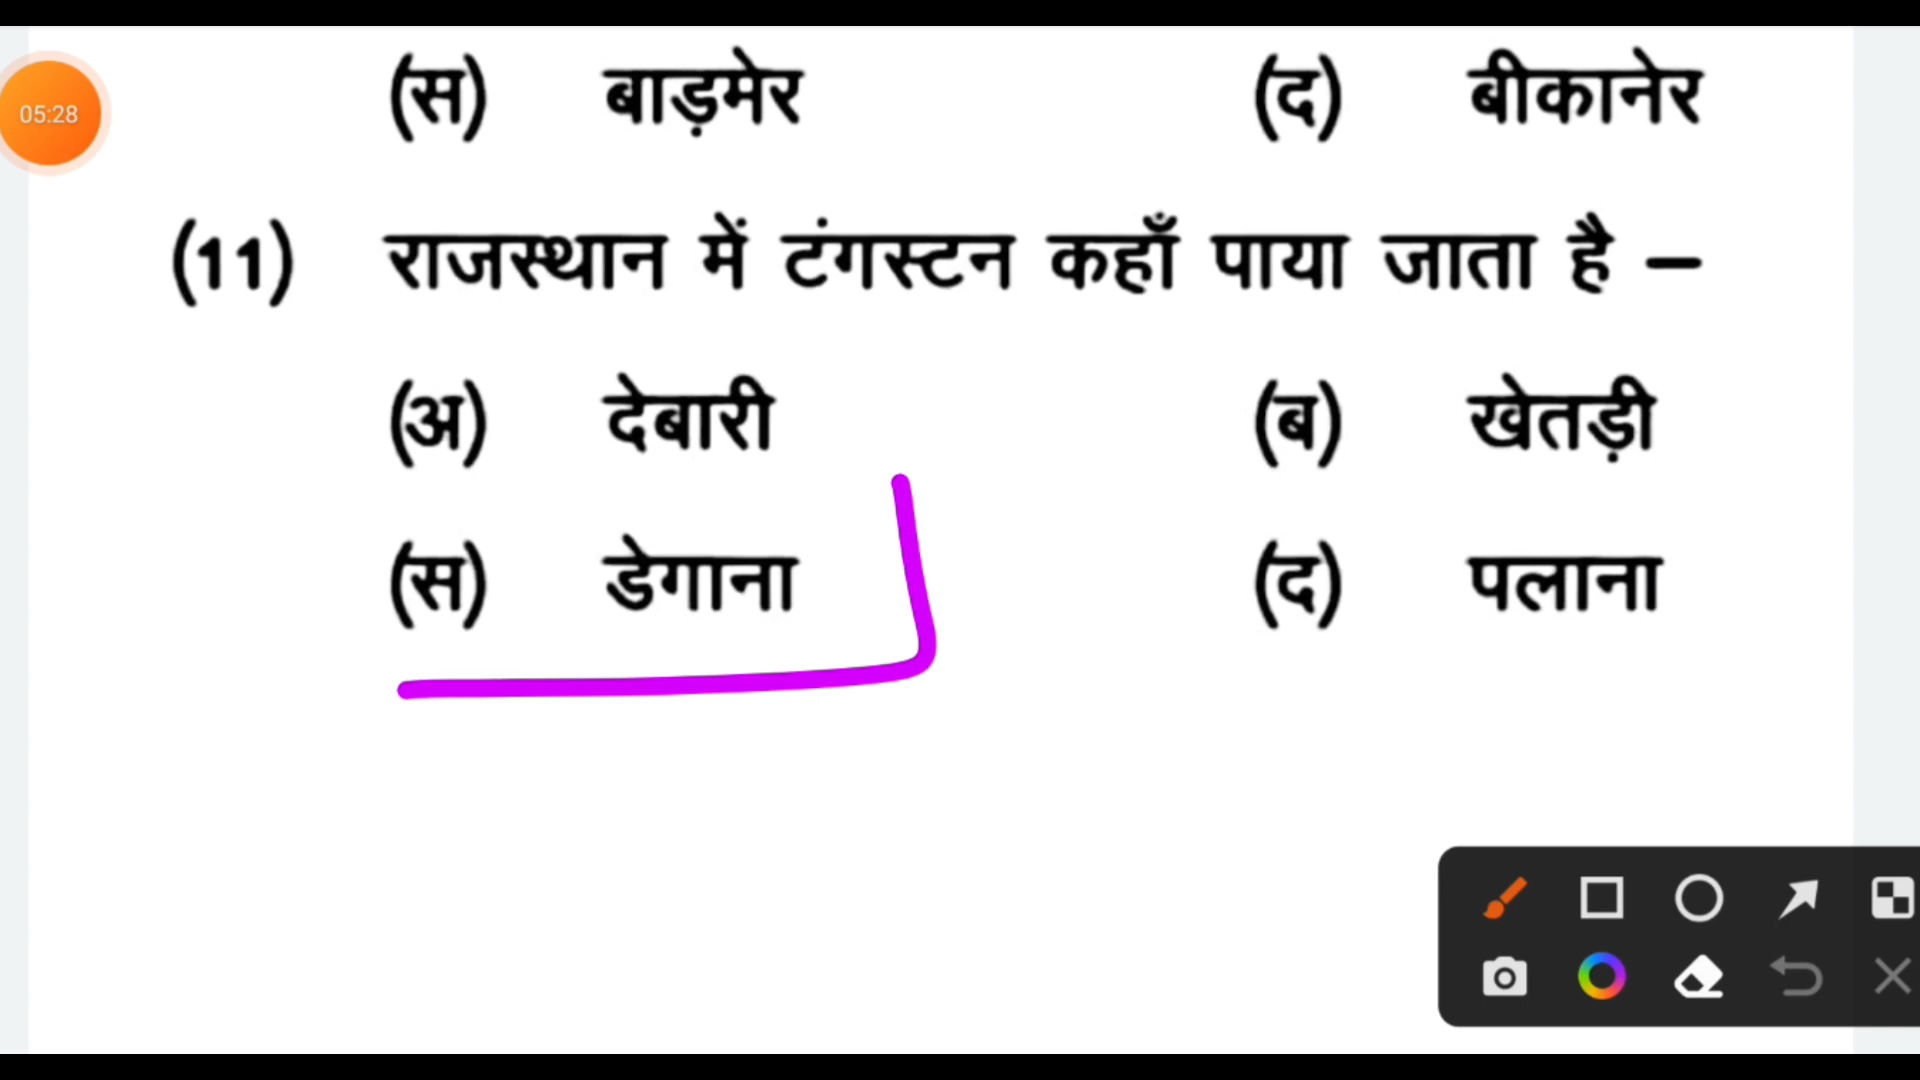 05:28
(स) बाड़मेर (द) बीकानेर
(11) राजस्थान में टंगस्टन कहाँ पाया जाता है –
(अ) देबारी (ब) खेतड़ी
(स) डेगाना (द) पलाना